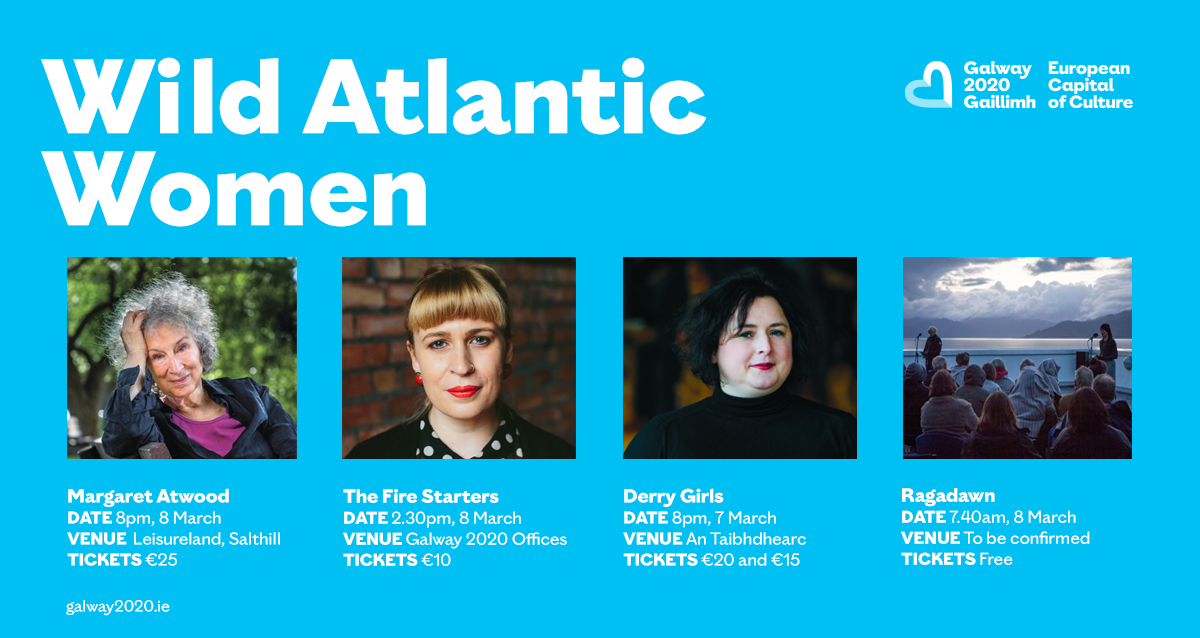 Wild Atlantic
Women
Galway
2020
Gaillimh
European
Capital
of Culture
Margaret Atwood
DATE 8pm, 8 March
VENUE Leisureland, Salthill
TICKETS €25
The Fire Starters
DATE 2.30pm, 8 March
VENUE Galway 2020 Offices
TICKETS €10
Derry Girls
DATE 8pm, 7 March
VENUE An Taibhdhearc
TICKETS €20 and €15
Ragadawn
DATE 7.40am, 8 March
VENUE To be confirmed
TICKETS Free
galway2020.ie